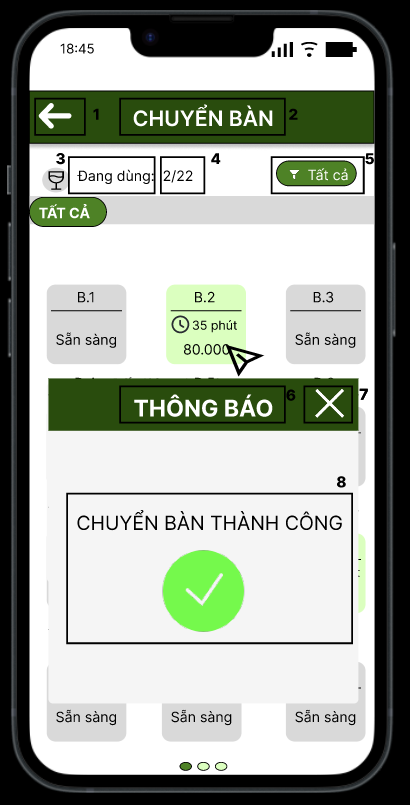 18:45
1
CHUYỂN BÀN
2
3
Đang dùng:
2/22
4
Tất cả
5
TẤT CẢ
B.1
Sẵn sàng
B.2
35 phút
80.000
B.3
Sẵn sàng
THÔNG BÁO
6
7
8
CHUYỂN BÀN THÀNH CÔNG
Sẵn sàng
Sẵn sàng
Sẵn sàng